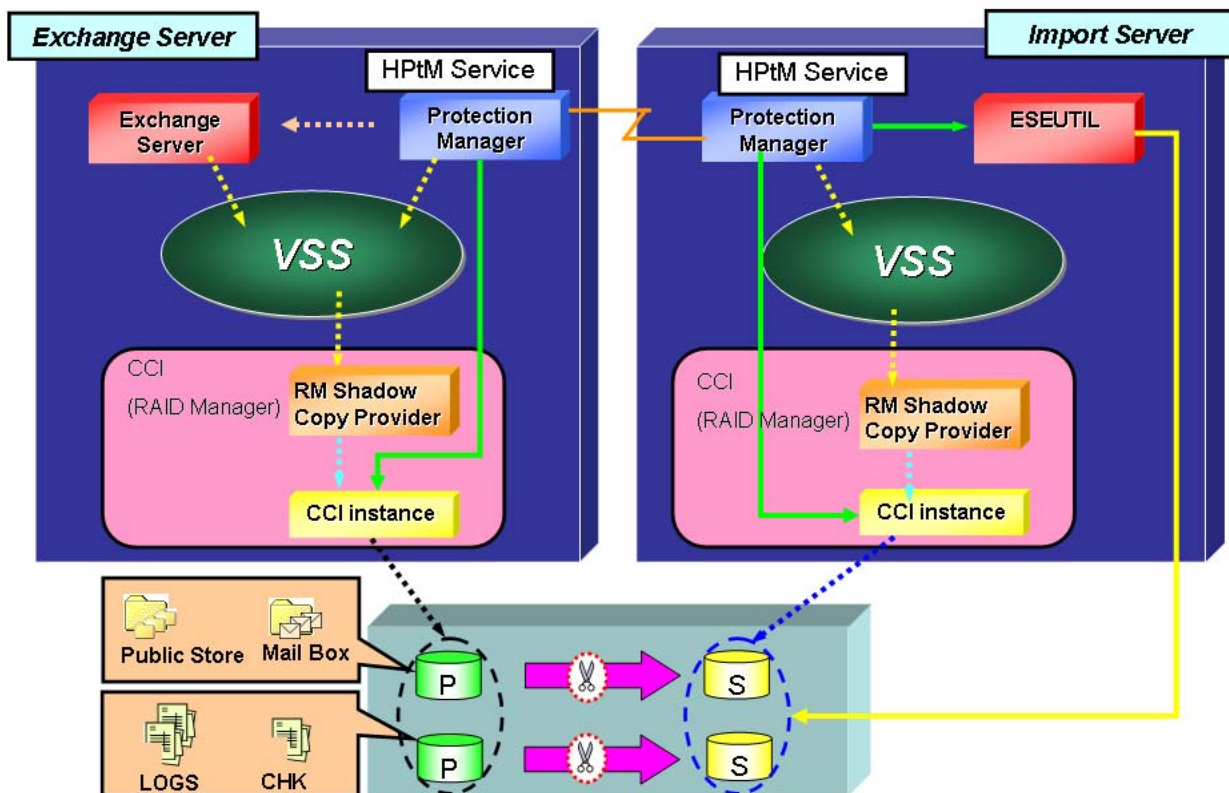 Exchange Server
Import Server
HPtM Service
HPtM Service
Exchange
Server
Protection
Manager
Protection
Manager
ESEUTIL
VSS
VSS
CCI
(RAID Manager)
RM Shadow
Copy Provider
CCI instance
CCI
(RAID Manager)
RM Shadow
Copy Provider
CCI instance
Public Store
Mail Box
P
S
LOGS
CHK
P
S